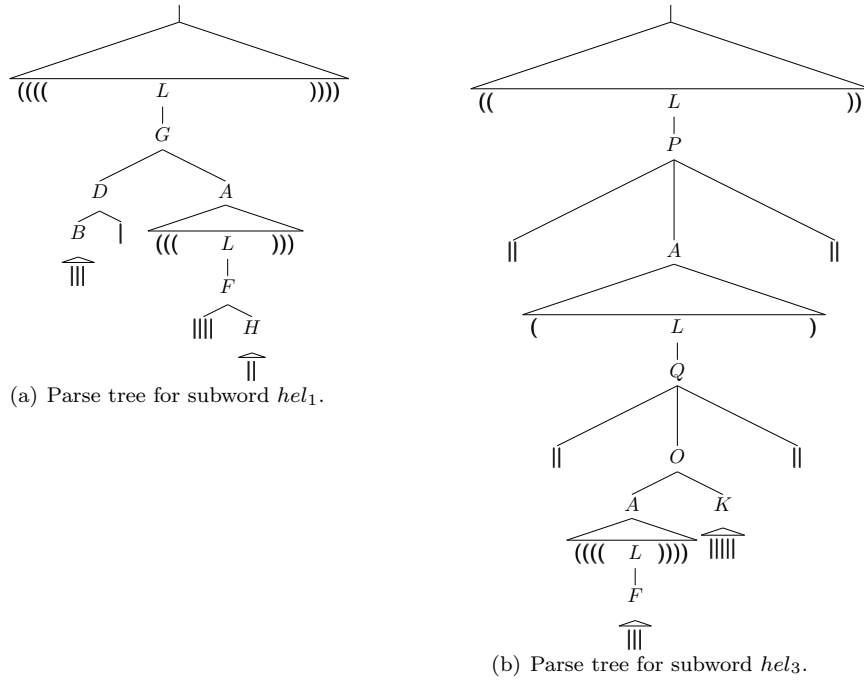 (((( L ))))
G
D A
B | ((( L )))
||| F
|||| H
||
(a) Parse tree for subword hel₁.
(( L ))
P
|| A ||
( L )
Q
|| O ||
A K
(((( L )))) |||||
F
|||
(b) Parse tree for subword hel₃.